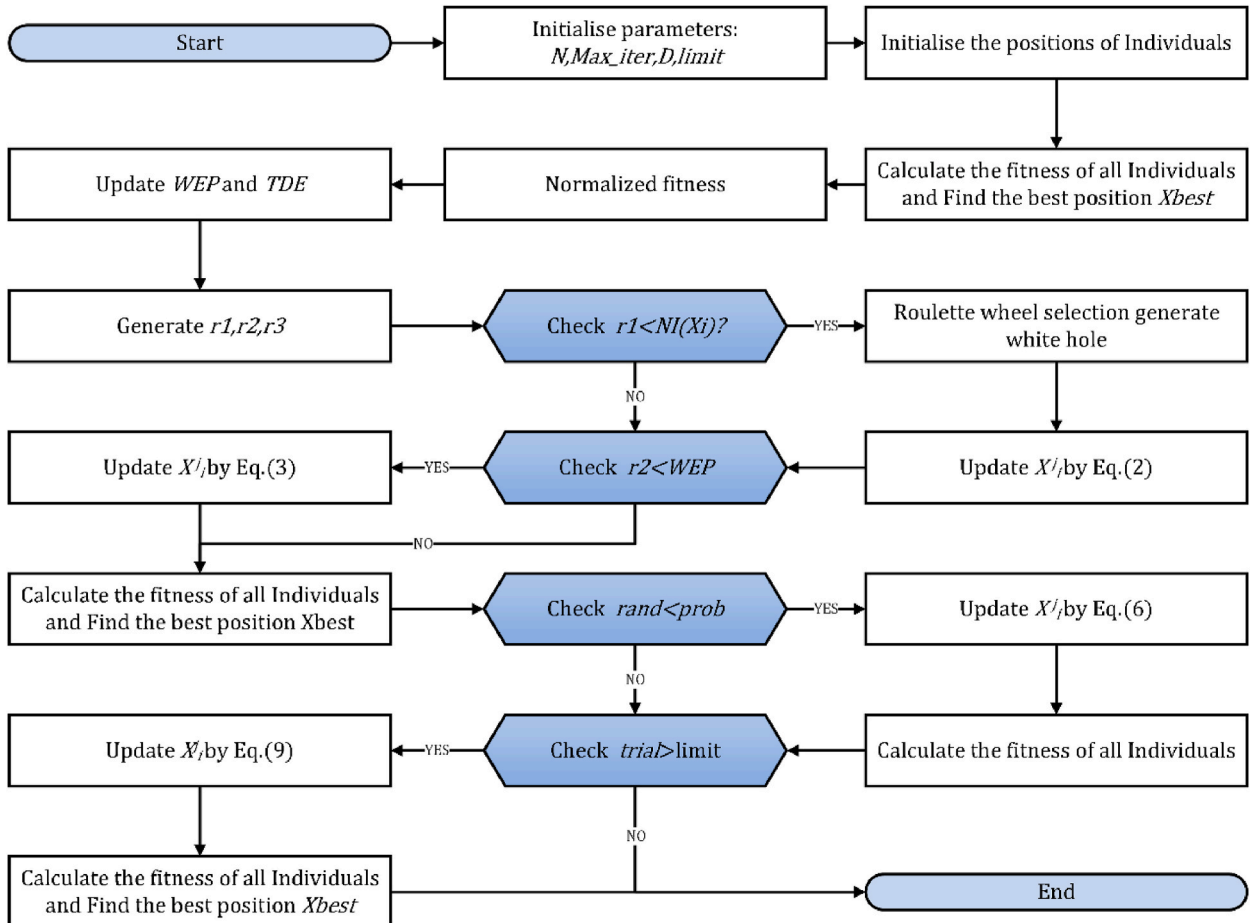 Start
Initialise parameters:
N,Max_iter,D,limit
Initialise the positions of Individuals
Update WEP and TDE
Normalized fitness
Calculate the fitness of all Individuals
and Find the best position Xbest
Generate r1,r2,r3
Check r1<NI(Xi)?
YES
Roulette wheel selection generate
white hole
NO
Update X^j_i by Eq.(3)
YES
Check r2<WEP
Update X^j_i by Eq.(2)
NO
Calculate the fitness of all Individuals
and Find the best position Xbest
Check rand<prob
YES
Update X^j_i by Eq.(6)
NO
Update X^j_i by Eq.(9)
YES
Check trial>limit
Calculate the fitness of all Individuals
NO
Calculate the fitness of all Individuals
and Find the best position Xbest
End